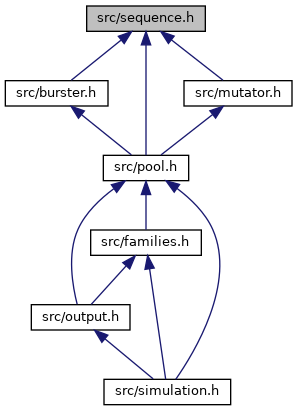 src/sequence.h
src/burster.h
src/mutator.h
src/pool.h
src/families.h
src/output.h
src/simulation.h